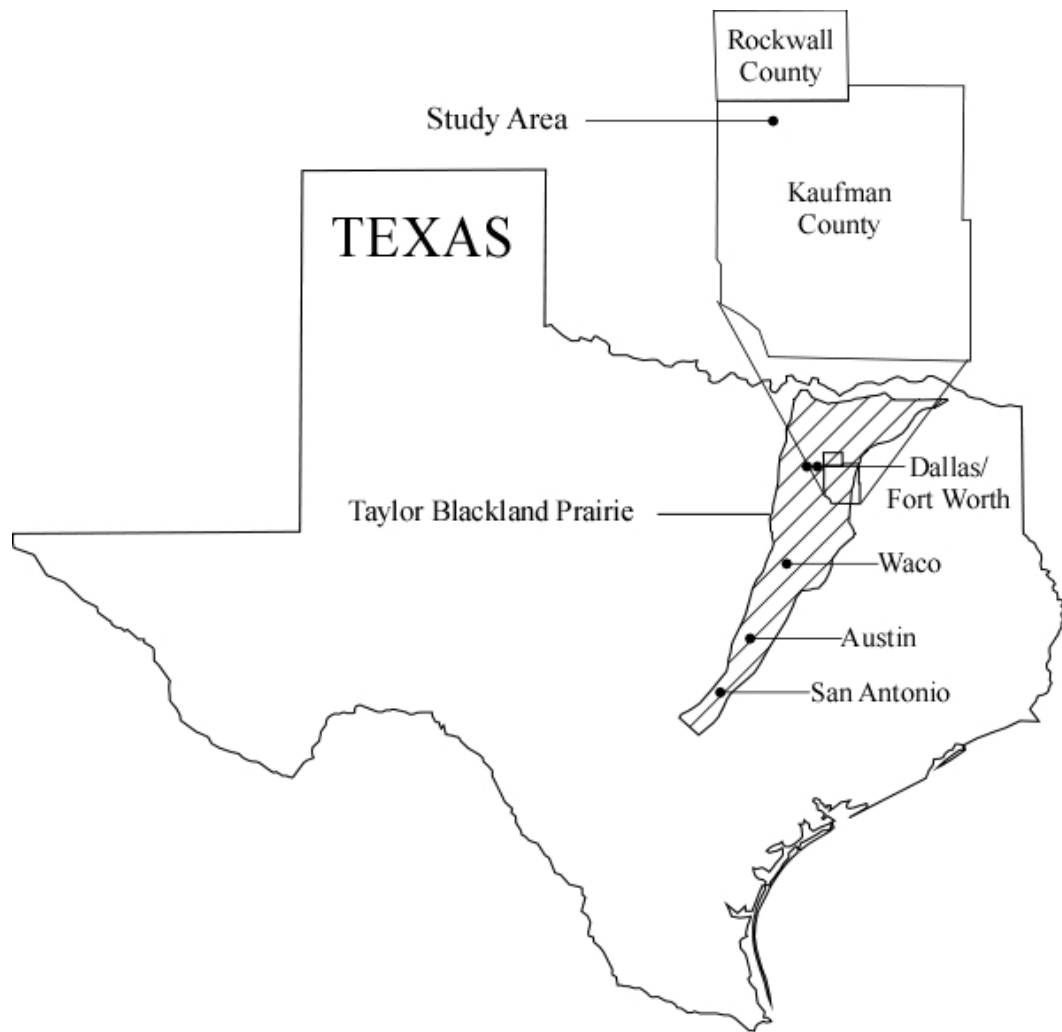 Rockwall
County
Study Area
Kaufman
County
TEXAS
Dallas/
Fort Worth
Taylor Blackland Prairie
Waco
Austin
San Antonio